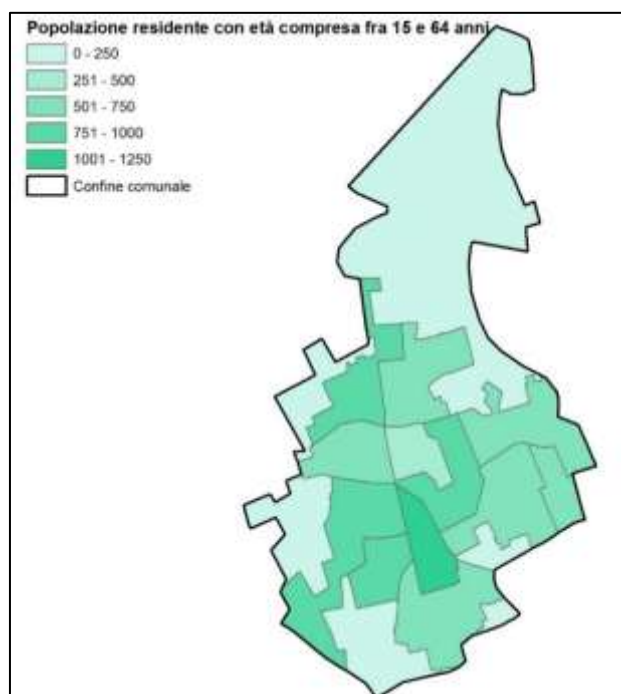 Popolazione residente con età compresa fra 15 e 64 anni
0 - 250
251 - 500
501 - 750
751 - 1000
1001 - 1250
Confine comunale